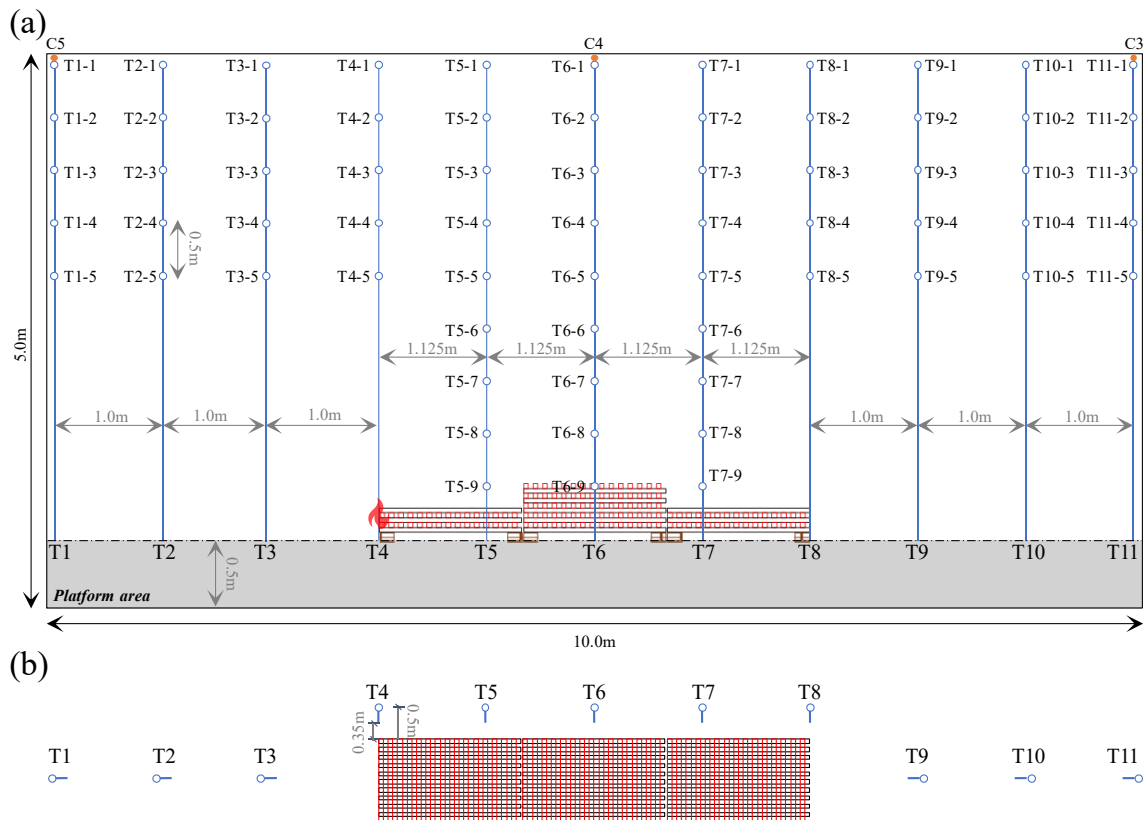 (a)
C5 C4 C3
T1-1 T2-1 T3-1 T4-1 T5-1 T6-1 T7-1 T8-1 T9-1 T10-1 T11-1
T1-2 T2-2 T3-2 T4-2 T5-2 T6-2 T7-2 T8-2 T9-2 T10-2 T11-2
T1-3 T2-3 T3-3 T4-3 T5-3 T6-3 T7-3 T8-3 T9-3 T10-3 T11-3
T1-4 T2-4 T3-4 T4-4 T5-4 T6-4 T7-4 T8-4 T9-4 T10-4 T11-4
0.5m
T1-5 T2-5 T3-5 T4-5 T5-5 T6-5 T7-5 T8-5 T9-5 T10-5 T11-5
T5-6 T6-6 T7-6
5.0m
1.125m 1.125m 1.125m 1.125m
T5-7 T6-7 T7-7
1.0m 1.0m 1.0m 1.0m 1.0m 1.0m
T5-8 T6-8 T7-8
T5-9 T6-9 T7-9
T1 T2 T3 T4 T5 T6 T7 T8 T9 T10 T11
0.5m
Platform area
10.0m
(b)
T4 T5 T6 T7 T8
0.35m 0.5m
T1 T2 T3 T9 T10 T11